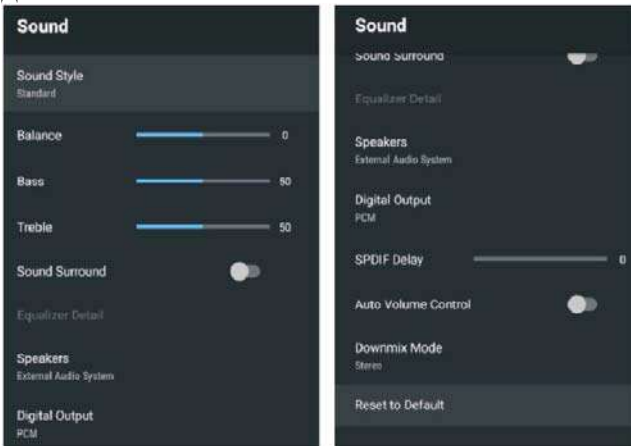 Sound
Sound Style
Standard
Balance 0
Bass 50
Treble 50
Sound Surround
Equalizer Detail
Speakers
External Audio System
Digital Output
PCM
Sound
Sound Surround
Equalizer Detail
Speakers
External Audio System
Digital Output
PCM
SPDIF Delay 0
Auto Volume Control
Downmix Mode
Stereo
Reset to Default